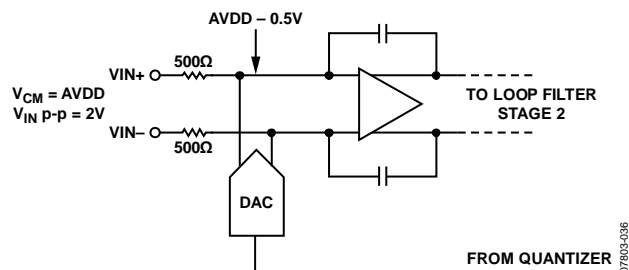 AVDD – 0.5V
VIN+
500Ω
VCM = AVDD
VIN p-p = 2V
VIN–
500Ω
TO LOOP FILTER
STAGE 2
DAC
FROM QUANTIZER
07803-036